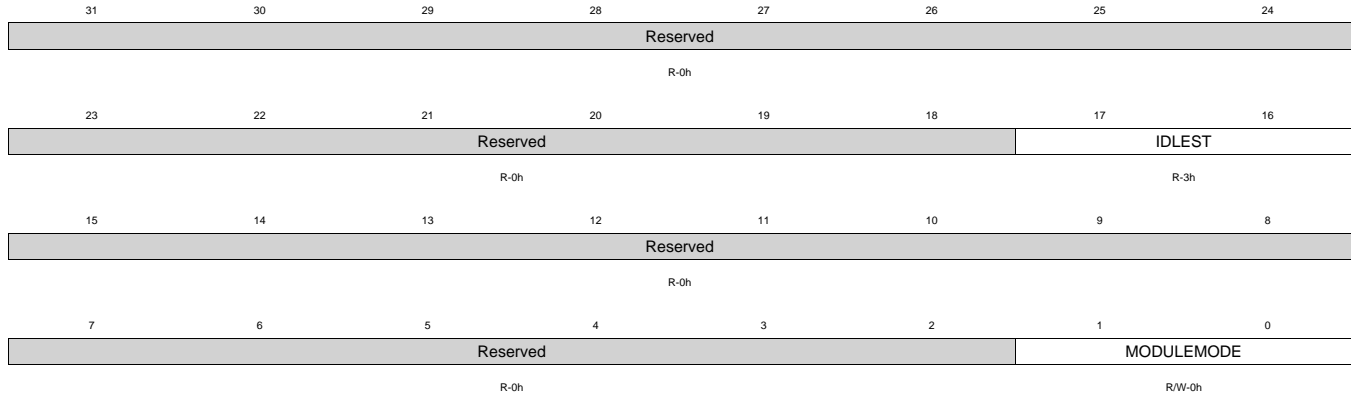 31 30 29 28 27 26 25 24
Reserved
R-0h
23 22 21 20 19 18 17 16
Reserved IDLEST
R-0h R-3h
15 14 13 12 11 10 9 8
Reserved
R-0h
7 6 5 4 3 2 1 0
Reserved MODULEMODE
R-0h R/W-0h